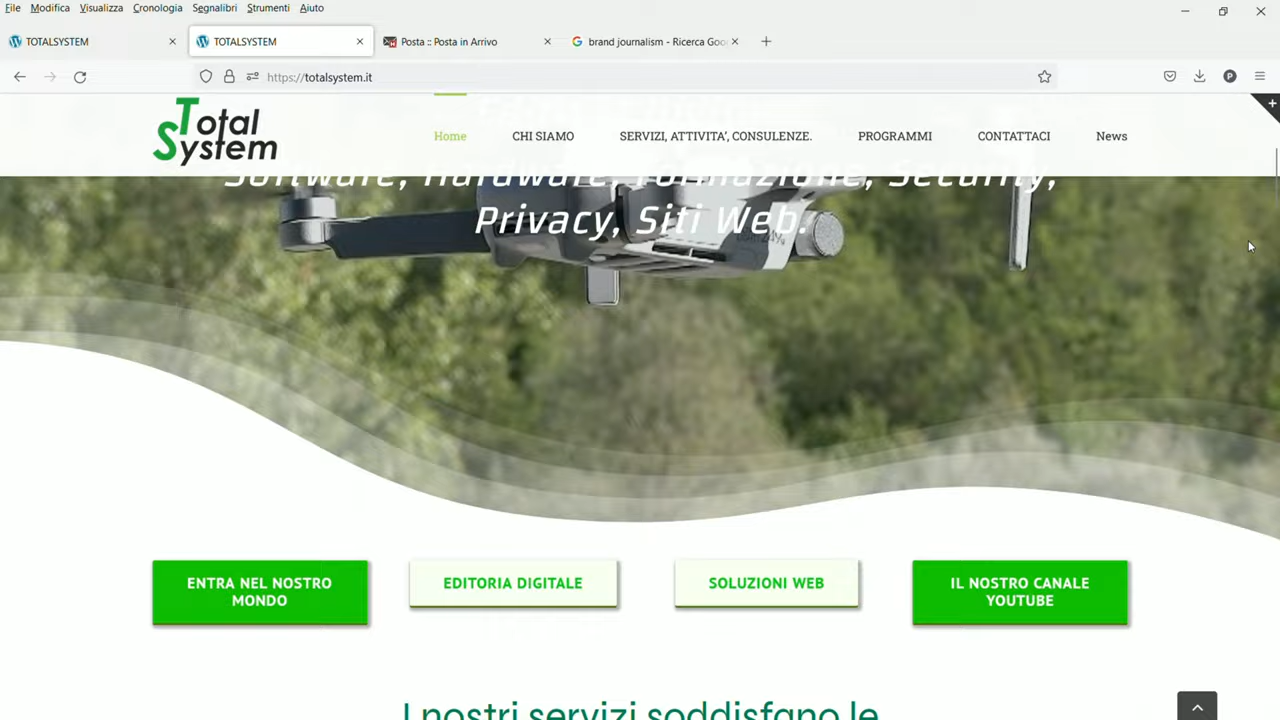 File Modifica Visualizza Cronologia Segnalibri Strumenti Aiuto
TOTALSYSTEM
TOTALSYSTEM
Posta :: Posta in Arrivo
brand journalism - Ricerca Goo
https://totalsystem.it
Total
System
Home
CHI SIAMO
SERVIZI, ATTIVITA', CONSULENZE.
PROGRAMMI
CONTATTACI
News
Software, Hardware, Formazione, Security,
Privacy, Siti Web.
ENTRA NEL NOSTRO
MONDO
EDITORIA DIGITALE
SOLUZIONI WEB
IL NOSTRO CANALE
YOUTUBE
I nostri servizi soddisfano le